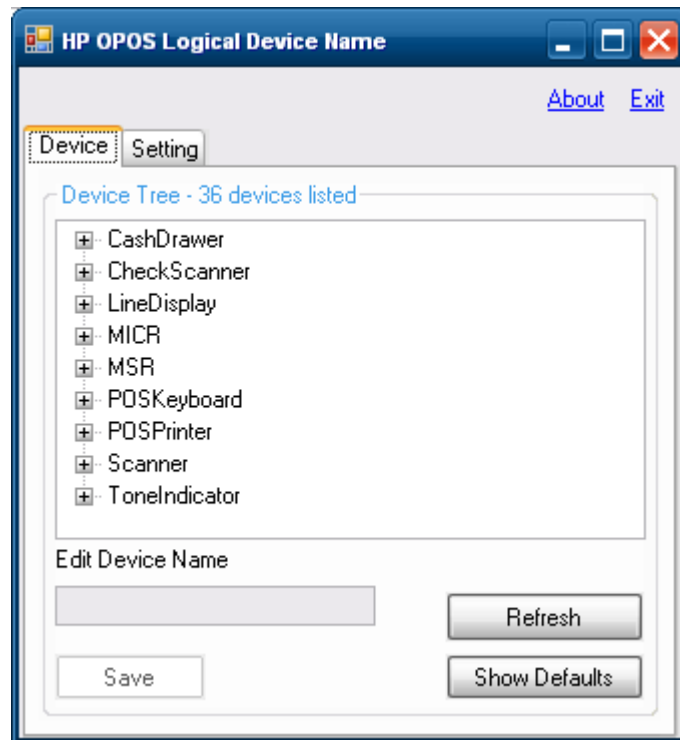 HP OPOS Logical Device Name
About Exit
Device Setting
Device Tree - 36 devices listed
CashDrawer
CheckScanner
LineDisplay
MICR
MSR
POSKeyboard
POSPrinter
Scanner
ToneIndicator
Edit Device Name
Refresh
Save Show Defaults